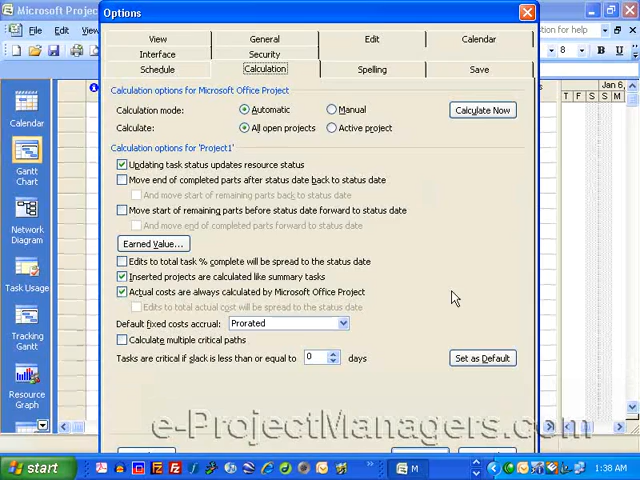 Microsoft Project
Options
File
Edit
for help
8
B
U
View
General
Edit
Calendar
Interface
Security
Schedule
Calculation
Spelling
Save
Calculation options for Microsoft Office Project
Calculation mode: Automatic Manual Calculate Now
Calculate: All open projects Active project
Calculation options for 'Project1'
Updating task status updates resource status
Move end of completed parts after status date back to status date
And move start of remaining parts back to status date
Move start of remaining parts before status date forward to status date
And move end of completed parts forward to status date
Earned Value...
Edits to total task % complete will be spread to the status date
Inserted projects are calculated like summary tasks
Actual costs are always calculated by Microsoft Office Project
Edits to total actual cost will be spread to the status date
Default fixed costs accrual: Prorated
Calculate multiple critical paths
Tasks are critical if slack is less than or equal to 0 days Set as Default
Calendar
Gantt Chart
Network Diagram
Task Usage
Tracking Gantt
Resource Graph
Jan 6,
T F S S M
e-ProjectManagers.com
start
M
1:38 AM